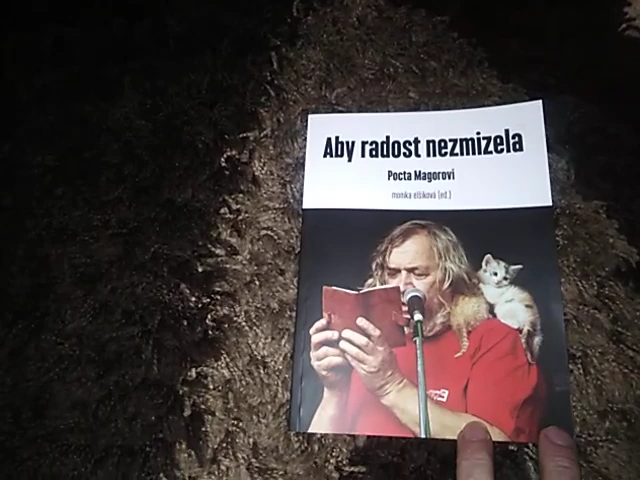 Aby radost nezmizela
Pocta Magorovi
monika elšíková (ed.)